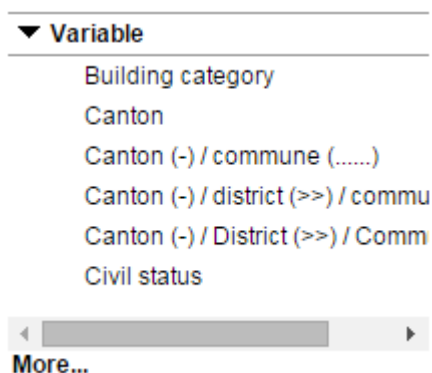 Variable
Building category
Canton
Canton (-) / commune (......)
Canton (-) / district (>>) / commu
Canton (-) / District (>>) / Comm
Civil status
More...